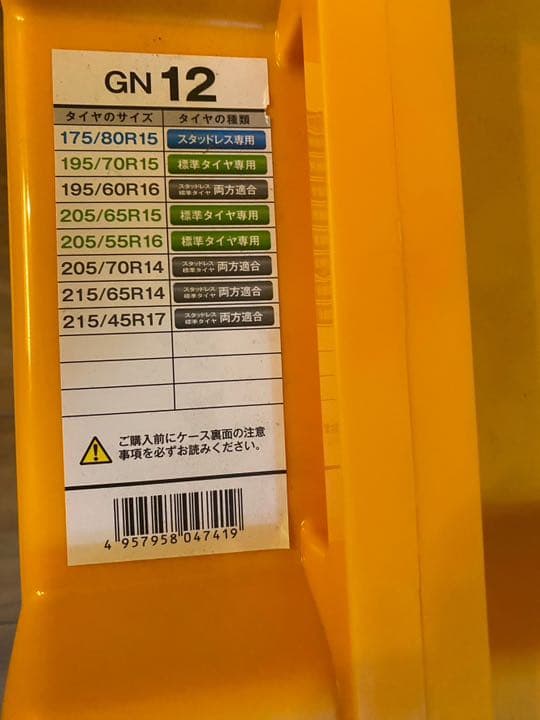 GN 12
タイヤのサイズ タイヤの種類
175/80R15 スタッドレス専用
195/70R15 標準タイヤ専用
195/60R16 スタッドレス 標準タイヤ 両方適合
205/65R15 標準タイヤ専用
205/55R16 標準タイヤ専用
205/70R14 スタッドレス 標準タイヤ 両方適合
215/65R14 スタッドレス 標準タイヤ 両方適合
215/45R17 スタッドレス 標準タイヤ 両方適合
ご購入前にケース裏面の注意
事項を必ずお読みください。
4 957958 047419